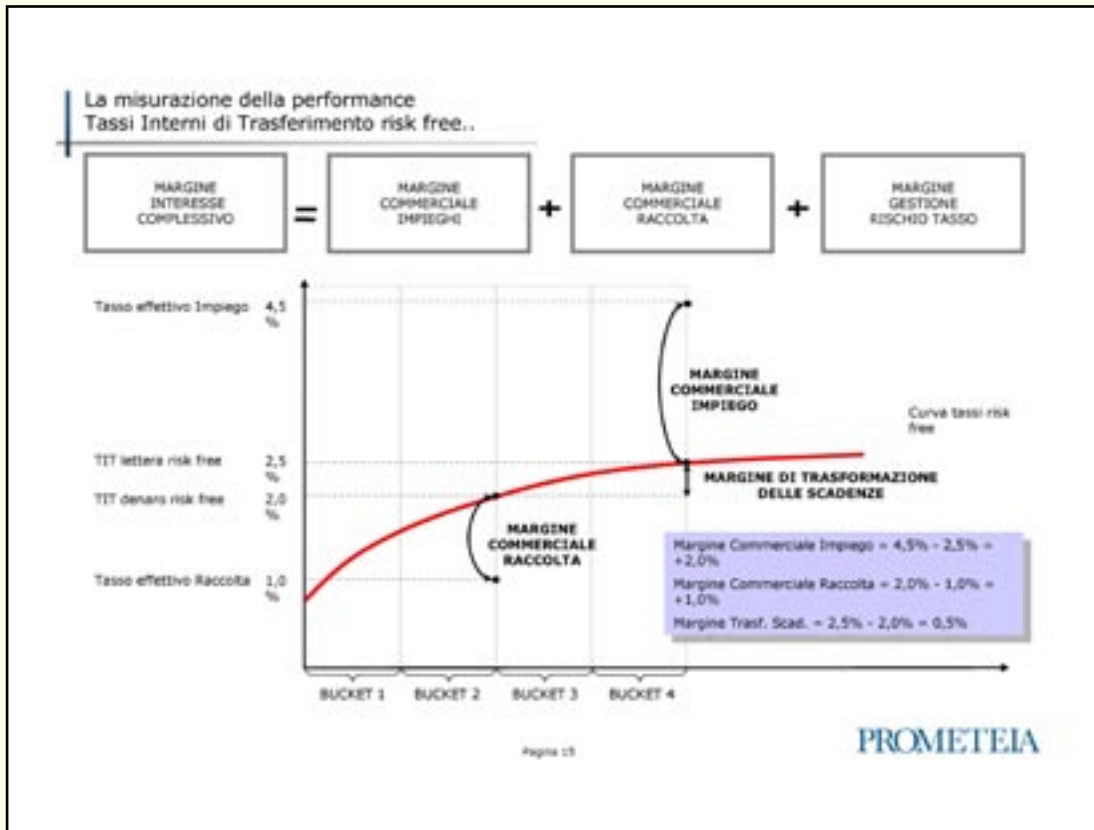 La misurazione della performance
Tassi Interni di Trasferimento risk free..
MARGINE
INTERESSE
COMPLESSIVO
=
MARGINE
COMMERCIALE
IMPIEGHI
+
MARGINE
COMMERCIALE
RACCOLTA
+
MARGINE
GESTIONE
RISCHIO TASSO
Tasso effettivo Impiego 4,5
%
MARGINE
COMMERCIALE
IMPIEGO
Curva tassi risk
free
TIT lettera risk free 2,5
%
MARGINE DI TRASFORMAZIONE
DELLE SCADENZE
TIT denaro risk free 2,0
%
MARGINE
COMMERCIALE
RACCOLTA
Tasso effettivo Raccolta 1,0
%
Margine Commerciale Impiego = 4,5% - 2,5% =
+2,0%
Margine Commerciale Raccolta = 2,0% - 1,0% =
+1,0%
Margine Trasf. Scad. = 2,5% - 2,0% = 0,5%
BUCKET 1 BUCKET 2 BUCKET 3 BUCKET 4
Pagina 15
PROMETEIA